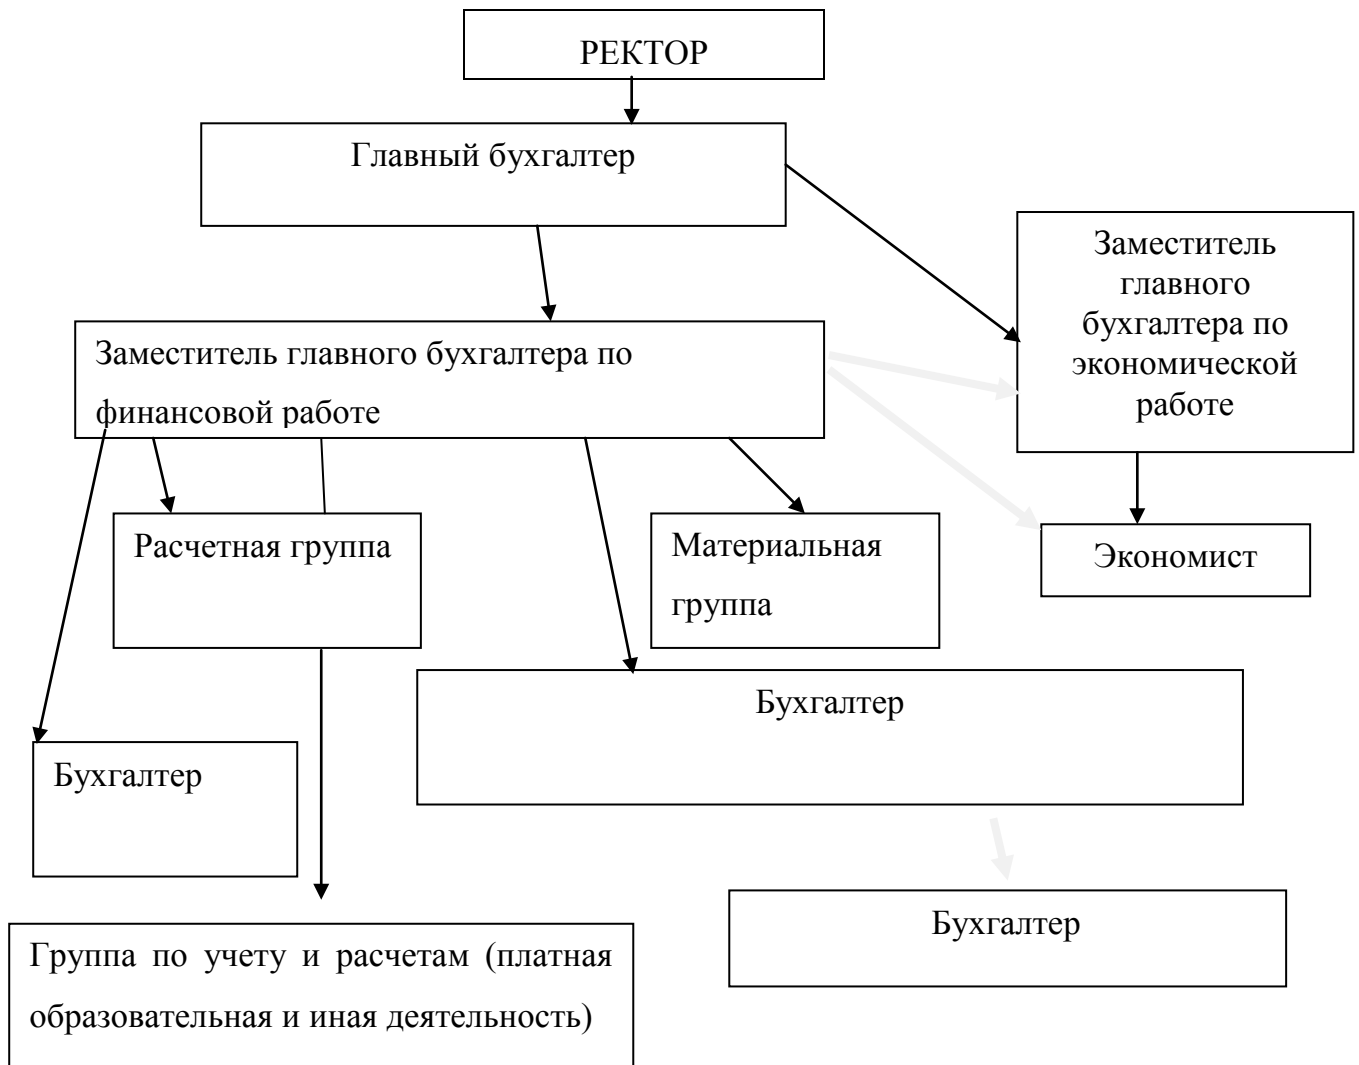 РЕКТОР
Главный бухгалтер
Заместитель
главного
бухгалтера по
экономической
работе
Заместитель главного бухгалтера по
финансовой работе
Расчетная группа
Материальная
группа
Экономист
Бухгалтер
Бухгалтер
Бухгалтер
Группа по учету и расчетам (платная
образовательная и иная деятельность)